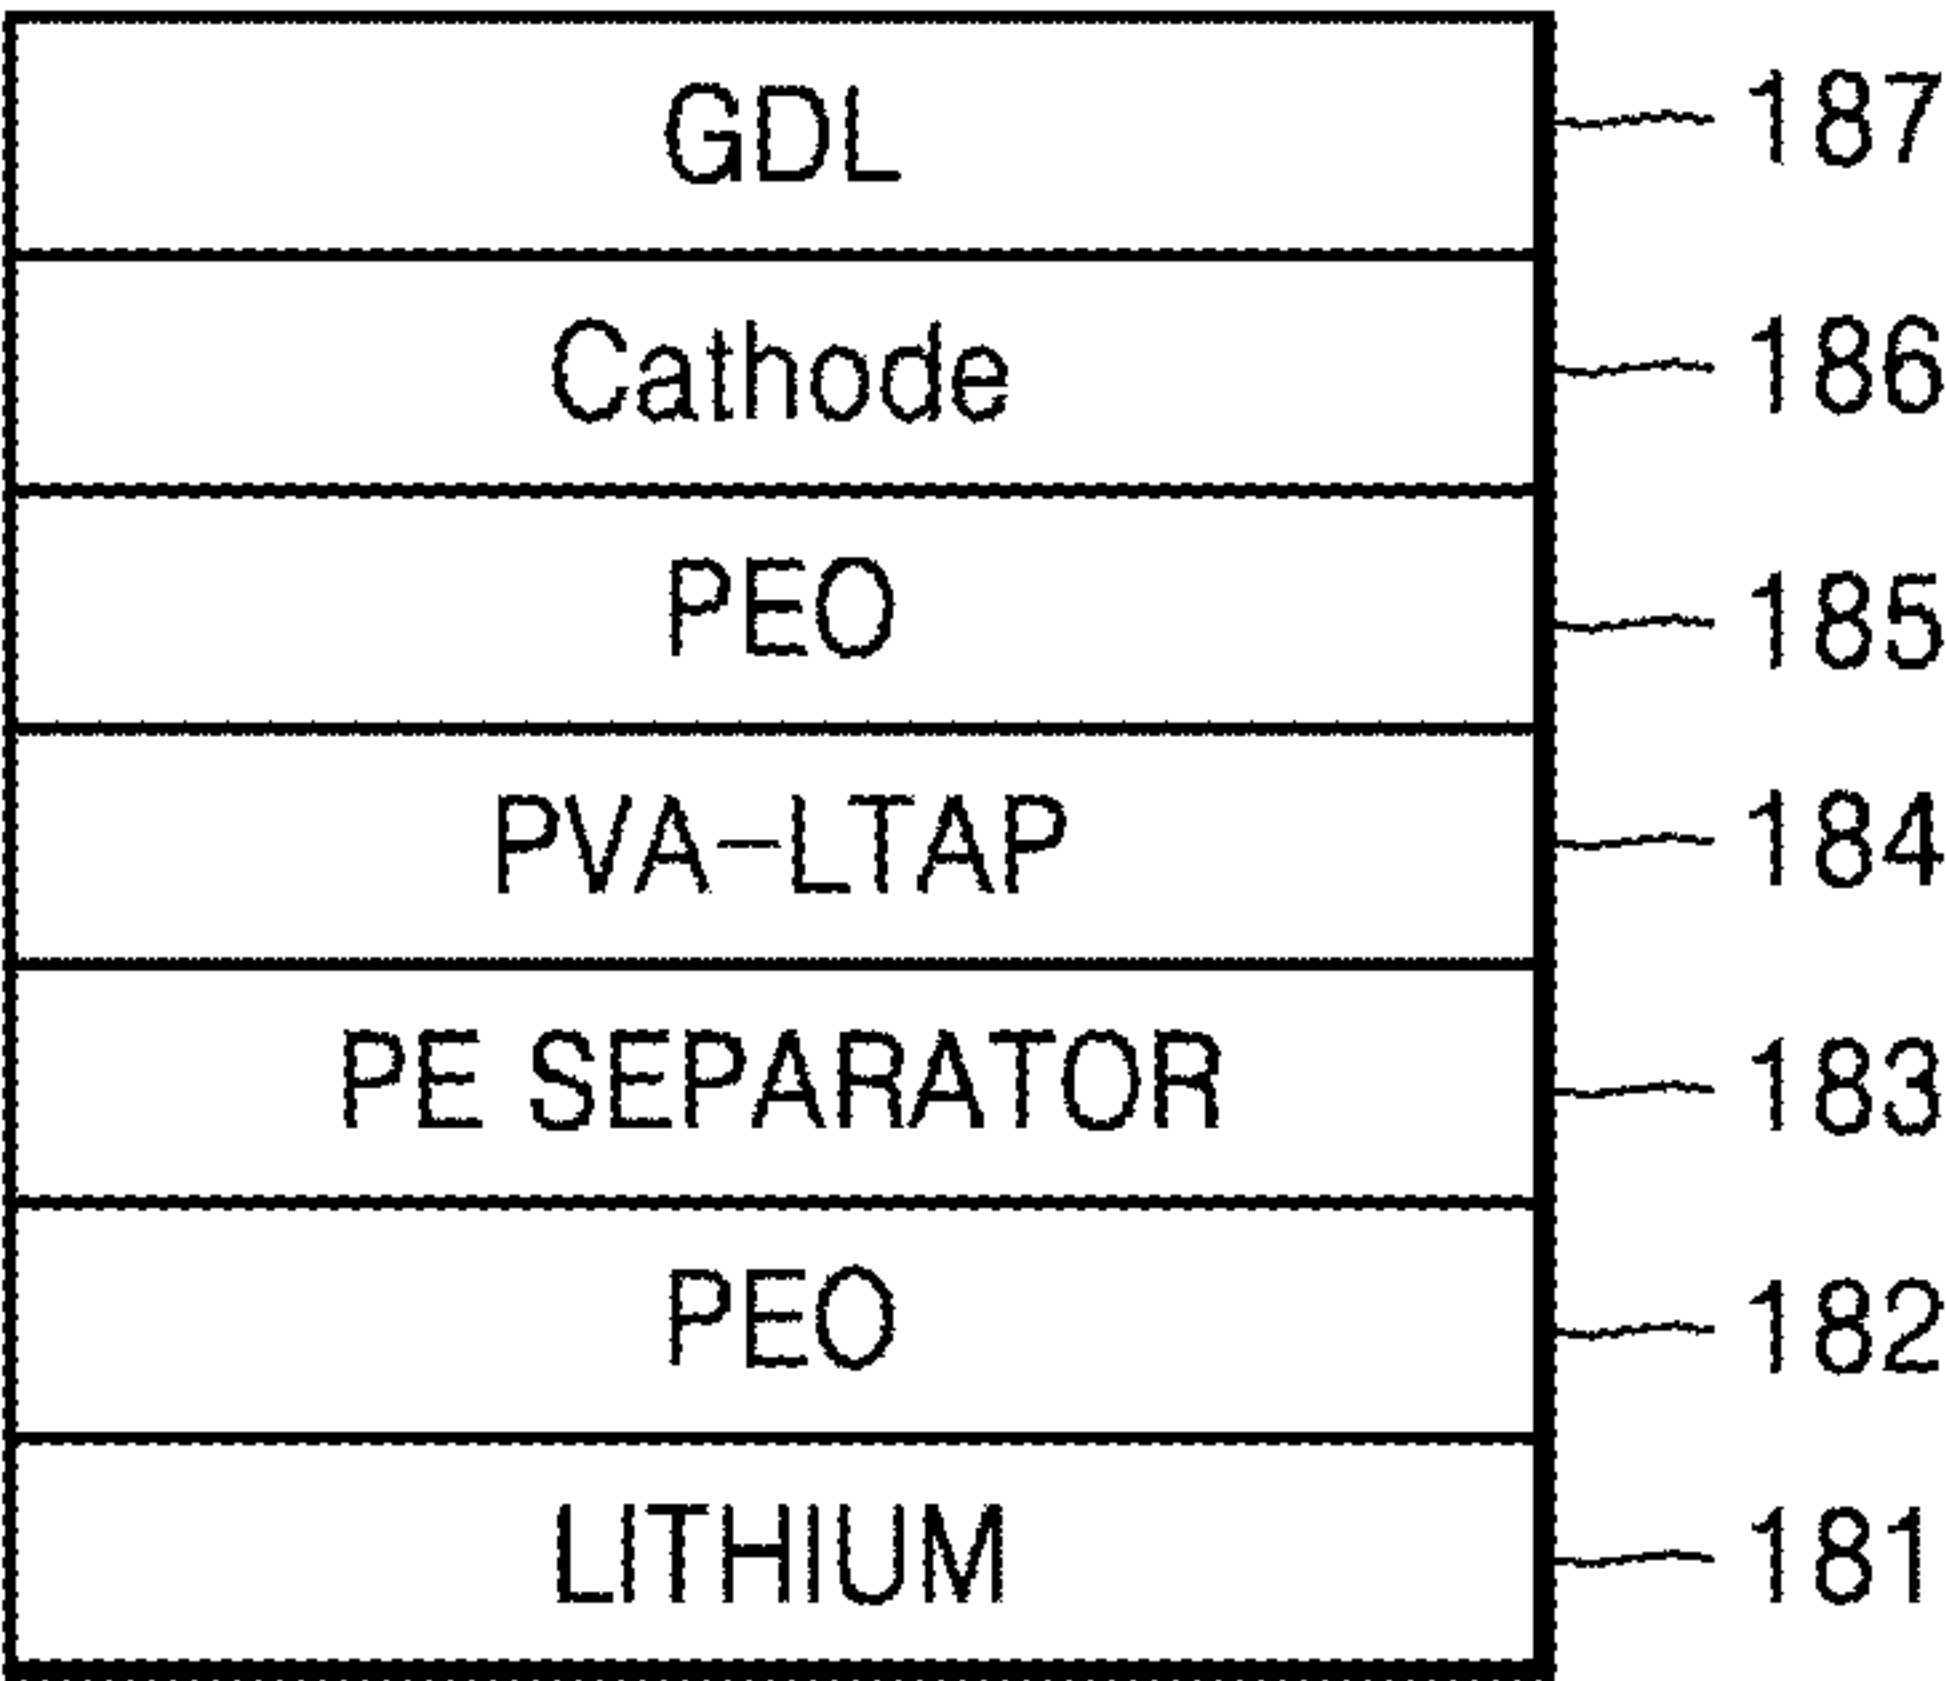 GDL 187
Cathode 186
PEO 185
PVA-LTAP 184
PE SEPARATOR 183
PEO 182
LITHIUM 181